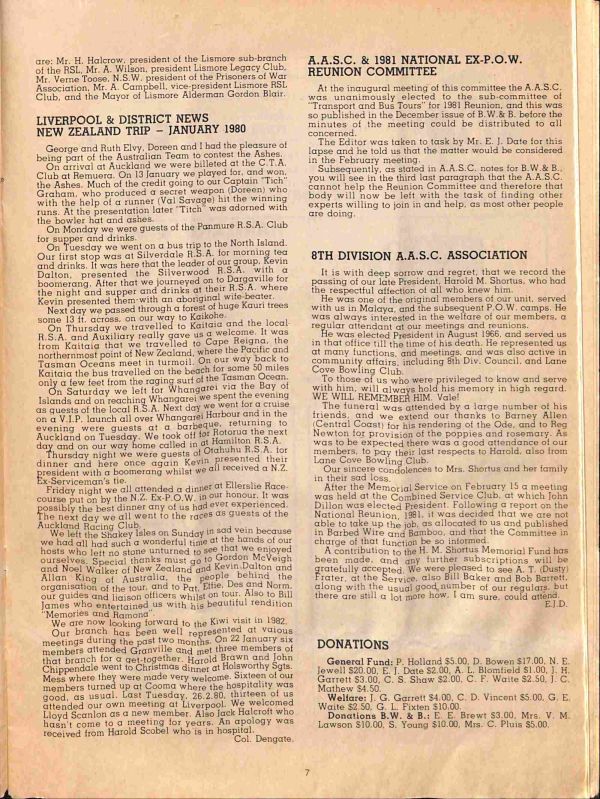 are: Mr. H. Halcrow, president of the Lismore sub-branch
of the RSL, Mr. A. Wilson, president Lismore Legacy Club,
Mr. Verne Toose, N.S.W. president of the Prisoners of War
Association, Mr. A. Campbell, vice-president Lismore RSL
Club, and the Mayor of Lismore Alderman Gordon Blair.
LIVERPOOL & DISTRICT NEWS
NEW ZEALAND TRIP – JANUARY 1980
George and Ruth Elvy, Doreen and I had the pleasure of
being part of the Australian Team to contest the Ashes.
On arrival at Auckland we were billeted at the C.T.A.
Club at Remuora. On 13 January we played for, and won,
the Ashes. Much of the credit going to our Captain "Tich"
Graham, who produced a secret weapon (Doreen) who
with the help of a runner (Val Savage) hit the winning
runs. At the presentation later "Titch" was adorned with
the bowler hat and ashes.
On Monday we were guests of the Panmure R.S.A. Club
for supper and drinks.
On Tuesday we went on a bus trip to the North Island.
Our first stop was at Silverdale R.S.A. for morning tea
and drinks. It was here that the leader of our group, Kevin
Dalton, presented the Silverwood R.S.A. with a
boomerang. After that we journeyed on to Dargaville for
the night and supper and drinks at their R.S.A. where
Kevin presented them with an aboriginal wife-beater.
Next day we passed through a forest of huge Kauri trees
some 13 ft. across, on our way to Kaikohe.
On Thursday we travelled to Kaitaia and the local
R.S.A. and Auxiliary really gave us a welcome. It was
from Kaitaia that we travelled to Cape Reigna, the
northernmost point of New Zealand, where the Pacific and
Tasman Oceans meet in turmoil. On our way back to
Kaitaia the bus travelled on the beach for some 50 miles
only a few feet from the raging surf of the Tasman Ocean.
On Saturday we left for Whangarei via the Bay of
Islands and on reaching Whangarei we spent the evening
as guests of the local R.S.A. Next day we went for a cruise
on a V.I.P. launch all over Whangarei Harbour and in the
evening were guests at a barbeque, returning to
Auckland on Tuesday. We took off for Rotorua the next
day and on our way home called in at Hamilton R.S.A.
Thursday night we were guests of Otahuhu R.S.A. for
dinner and here once again Kevin presented their
president with a boomerang whilst we all received a N.Z.
Ex-Serviceman's tie.
Friday night we all attended a dinner at Ellerslie Race-
course put on by the N.Z. Ex-P.O.W. in our honour. It was
possibly the best dinner any of us had ever experienced.
The next day we all went to the races as guests of the
Auckland Racing Club.
We left the Shakey Isles on Sunday in sad vein because
we had all had such a wonderful time at the hands of our
hosts who left no stone unturned to see that we enjoyed
ourselves. Special thanks must go to Gordon McVeigh
and Noel Walker of New Zealand and Kevin Dalton and
Allan King of Australia, the people behind the
organisation of the tour, and to Pat, Effie, Des and Norm,
our guides and liaison officers whilst on tour. Also to Bill
James who entertained us with his beautiful rendition
"Memories and Ramona".
We are now looking forward to the Kiwi visit in 1982.
Our branch has been well represented at vaious
meetings during the past two months. On 22 January six
members attended Granville and met three members of
that branch for a get-together. Harold Brown and John
Chippendale went to Christmas dinner at Holsworthy Sgts.
Mess where they were made very welcome. Sixteen of our
members turned up at Cooma where the hospitality was
good, as usual. Last Tuesday, 26.2.80, thirteen of us
attended our own meeting at Liverpool. We welcomed
Lloyd Scanlon as a new member. Also Jack Halcroft who
hasn't come to a meeting for years. An apology was
received from Harold Scobel who is in hospital.
Col. Dengate.
A.A.S.C. & 1981 NATIONAL EX-P.O.W.
REUNION COMMITTEE
At the inaugural meeting of this committee the A.A.S.C.
was unanimously elected to the sub-committee of
"Transport and Bus Tours" for 1981 Reunion, and this was
so published in the December issue of B.W.& B. before the
minutes of the meeting could be distributed to all
concerned.
The Editor was taken to task by Mr. E. J. Date for this
lapse and he told us that the matter would be considered
in the February meeting.
Subsequently, as stated in A.A.S.C. notes for B.W.& B.,
you will see in the third last paragraph that the A.A.S.C.
cannot help the Reunion Committee and therefore that
body will now be left with the task of finding other
experts willing to join in and help, as most other people
are doing.
8TH DIVISION A.A.S.C. ASSOCIATION
It is with deep sorrow and regret, that we record the
passing of our late President, Harold M. Shortus, who had
the respectful affection of all who knew him.
He was one of the original members of our unit, served
with us in Malaya, and the subsequent P.O.W. camps. He
was always interested in the welfare of our members, a
regular attendant at our meetings and reunions.
He was elected President in August 1966, and served us
in that office till the time of his death. He represented us
at many functions, and meetings, and was also active in
community affairs, including 8th Div. Council, and Lane
Cove Bowling Club.
To those of us who were privileged to know and serve
with him, will always hold his memory in high regard.
WE WILL REMEMBER HIM. Vale!
The funeral was attended by a large number of his
friends, and we extend our thanks to Barney Allen
(Central Coast) for his rendering of the Ode, and to Reg
Newton for provision of the poppies and rosemary. As
was to be expected there was a good attendance of our
members, to pay their last respects to Harold, also from
Lane Cove Bowling Club.
Our sincere condolences to Mrs. Shortus and her family
in their sad loss.
After the Memorial Service on February 15 a meeting
was held at the Combined Service Club, at which John
Dillon was elected President. Following a report on the
National Reunion, 1981, it was decided that we are not
able to take up the job, as allocated to us and published
in Barbed Wire and Bamboo, and that the Committee in
charge of that function be so informed.
A contribution to the H. M. Shortus Memorial Fund has
been made, and any further subscriptions will be
gratefully accepted. We were pleased to see A.T. (Dusty)
Frater, at the Service, also Bill Baker and Bob Barrett,
along with the usual good number of our regulars, but
there are still a lot more how, I am sure, could attend.
E.J.D.
DONATIONS
General Fund: P. Holland $5.00, D. Bowen $17.00, N. E.
Jewell $20.00, E. J. Date $2.00, A. L. Blomfield $1.00, J. H.
Garrett $3.00, C. S. Shaw $2.00, C. F. Waite $2.50, J. C.
Mathew $4.50.
Welfare: J. G. Garrett $4.00, C. D. Vincent $5.00, G. E.
Waite $2.50, G. L. Fixten $10.00.
Donations B.W. & B.: E. E. Brewt $3.00, Mrs. V. M.
Lawson $10.00, S. Young $10.00, Mrs. C. Pluis $5.00.
7